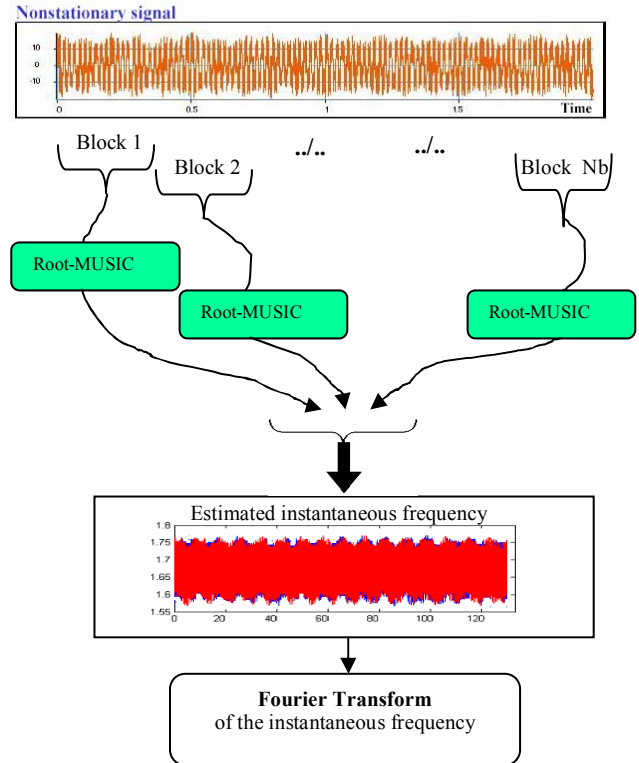 Nonstationary signal
10
0
-10
0
0.5
1
15
Time
Block 1
Block 2
../..
../..
Block Nb
Root-MUSIC
Root-MUSIC
Root-MUSIC
Estimated instantaneous frequency
1.8
1.75
1.7
1.65
1.6
1.55
0
20
40
60
80
100
120
Fourier Transform
of the instantaneous frequency